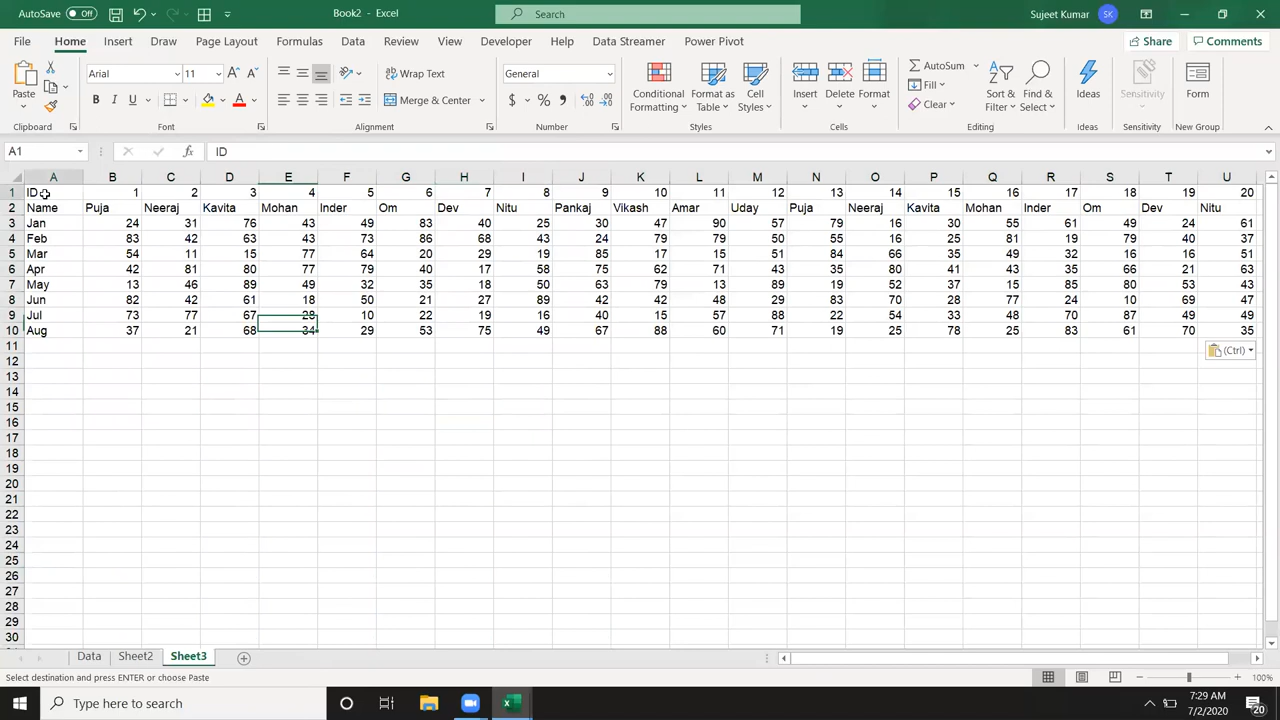 AutoSave Off Book2 - Excel Search Sujeet Kumar SK
File Home Insert Draw Page Layout Formulas Data Review View Developer Help Data Streamer Power Pivot Share Comments
Paste Arial 11 Wrap Text General Conditional Formatting Format as Table Cell Styles Insert Delete Format AutoSum Fill Clear Sort & Filter Find & Select Ideas Sensitivity Form
B I U Merge & Center $ % ,
Clipboard Font Alignment Number Styles Cells Editing Ideas Sensitivity New Group
A1 fx ID
A B C D E F G H I J K L M N O P Q R S T U
1 ID 1 2 3 4 5 6 7 8 9 10 11 12 13 14 15 16 17 18 19 20
2 Name Puja Neeraj Kavita Mohan Inder Om Dev Nitu Pankaj Vikash Amar Uday Puja Neeraj Kavita Mohan Inder Om Dev Nitu
3 Jan 24 31 76 43 49 83 40 25 30 47 90 57 79 16 30 55 61 49 24 61
4 Feb 83 42 63 43 73 86 68 43 24 79 79 50 55 16 25 81 19 79 40 37
5 Mar 54 11 15 77 64 20 29 19 85 17 15 51 84 66 35 49 32 16 16 51
6 Apr 42 81 80 77 79 40 17 58 75 62 71 43 35 80 41 43 35 66 21 63
7 May 13 46 89 49 32 35 18 16 48 79 13 89 19 52 37 15 85 80 53 43
8 Jun 82 42 61 18 50 21 27 89 42 42 48 29 83 70 28 77 24 10 69 47
9 Jul 73 77 67 28 10 22 19 16 40 15 57 88 22 54 33 48 70 87 49 49
10 Aug 37 21 68 34 29 53 75 49 67 88 60 71 19 25 78 25 83 61 70 35
11
12
13
14
15
16
17
18
19
20
21
22
23
24
25
26
27
28
29
30
(Ctrl)
Data Sheet2 Sheet3
Select destination and press ENTER or choose Paste 100%
Type here to search 7:29 AM
7/2/2020 20